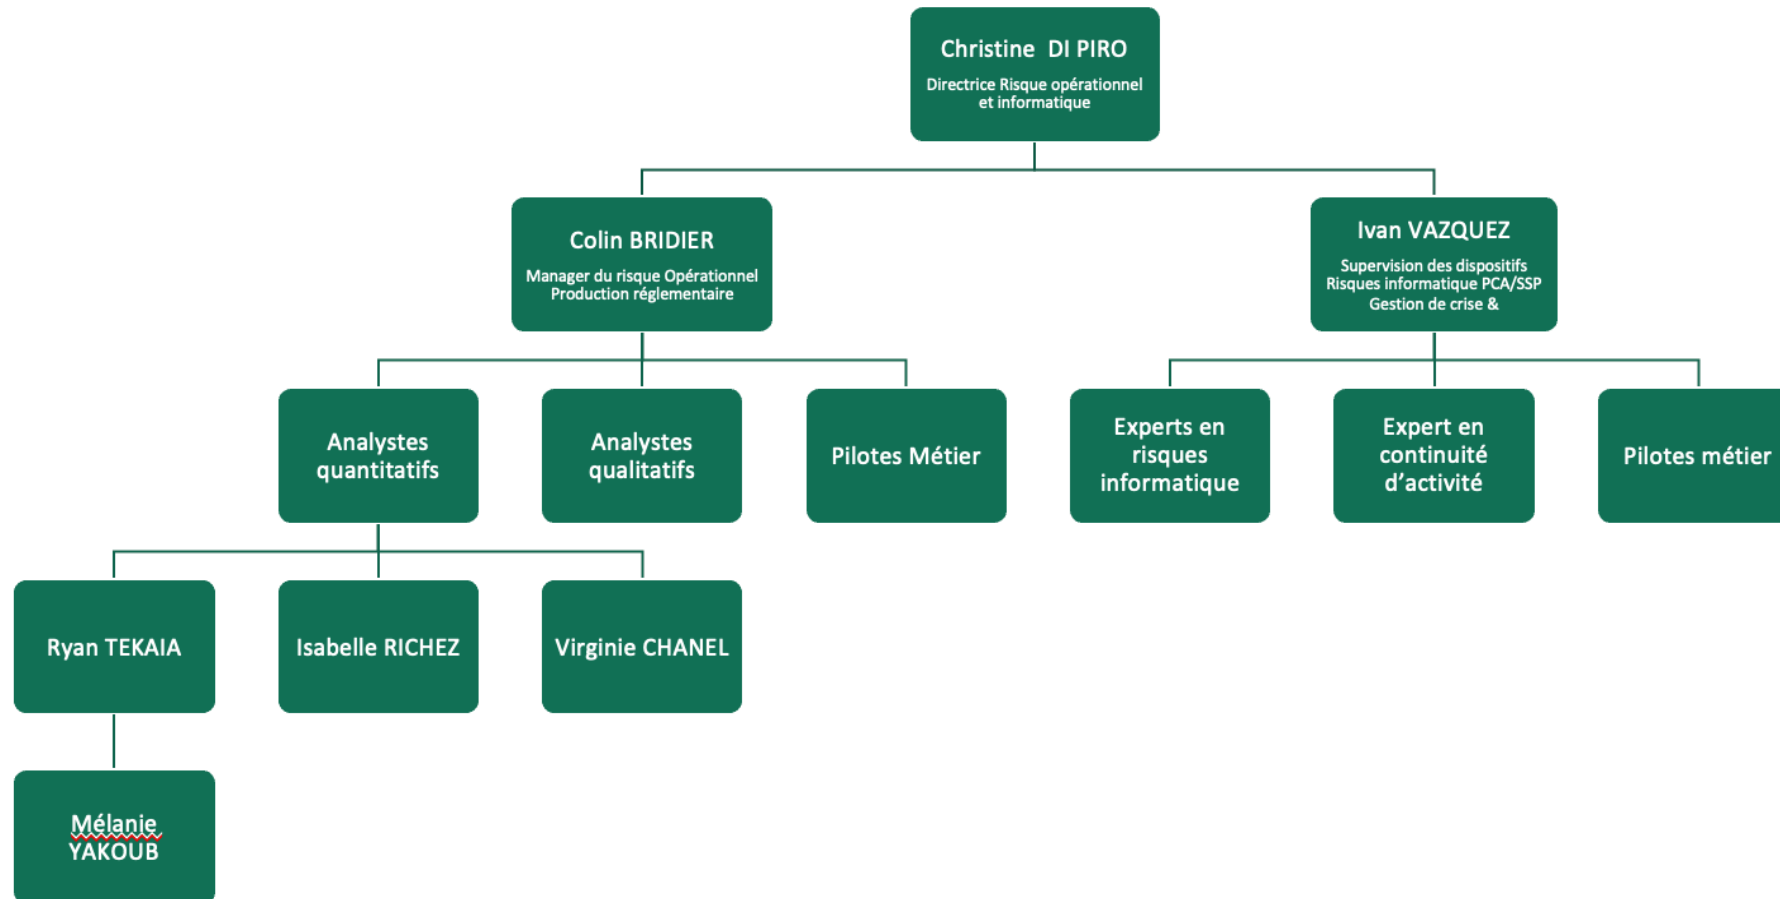 Christine  DI PIRO
Directrice Risque opérationnel
et informatique
Colin BRIDIER
Manager du risque Opérationnel
Production réglementaire
Ivan VAZQUEZ
Supervision des dispositifs
Risques informatique PCA/SSP
Gestion de crise &
Analystes
quantitatifs
Analystes
qualitatifs
Pilotes Métier
Experts en
risques
informatique
Expert en
continuité
d’activité
Pilotes métier
Ryan TEKAIA
Isabelle RICHEZ
Virginie CHANEL
Mélanie
YAKOUB